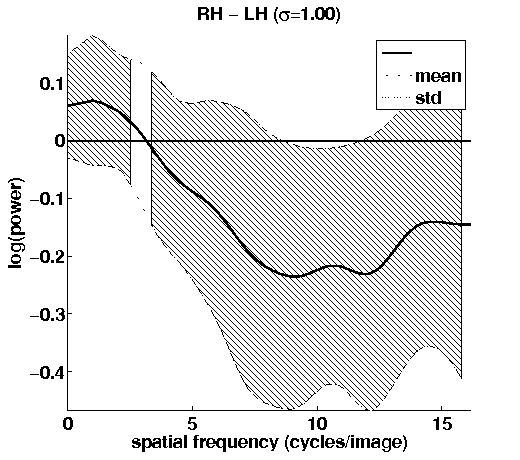 RH − LH (σ=1.00)
mean
std
0.1
0
−0.1
−0.2
−0.3
−0.4
log(power)
0 5 10 15
spatial frequency (cycles/image)